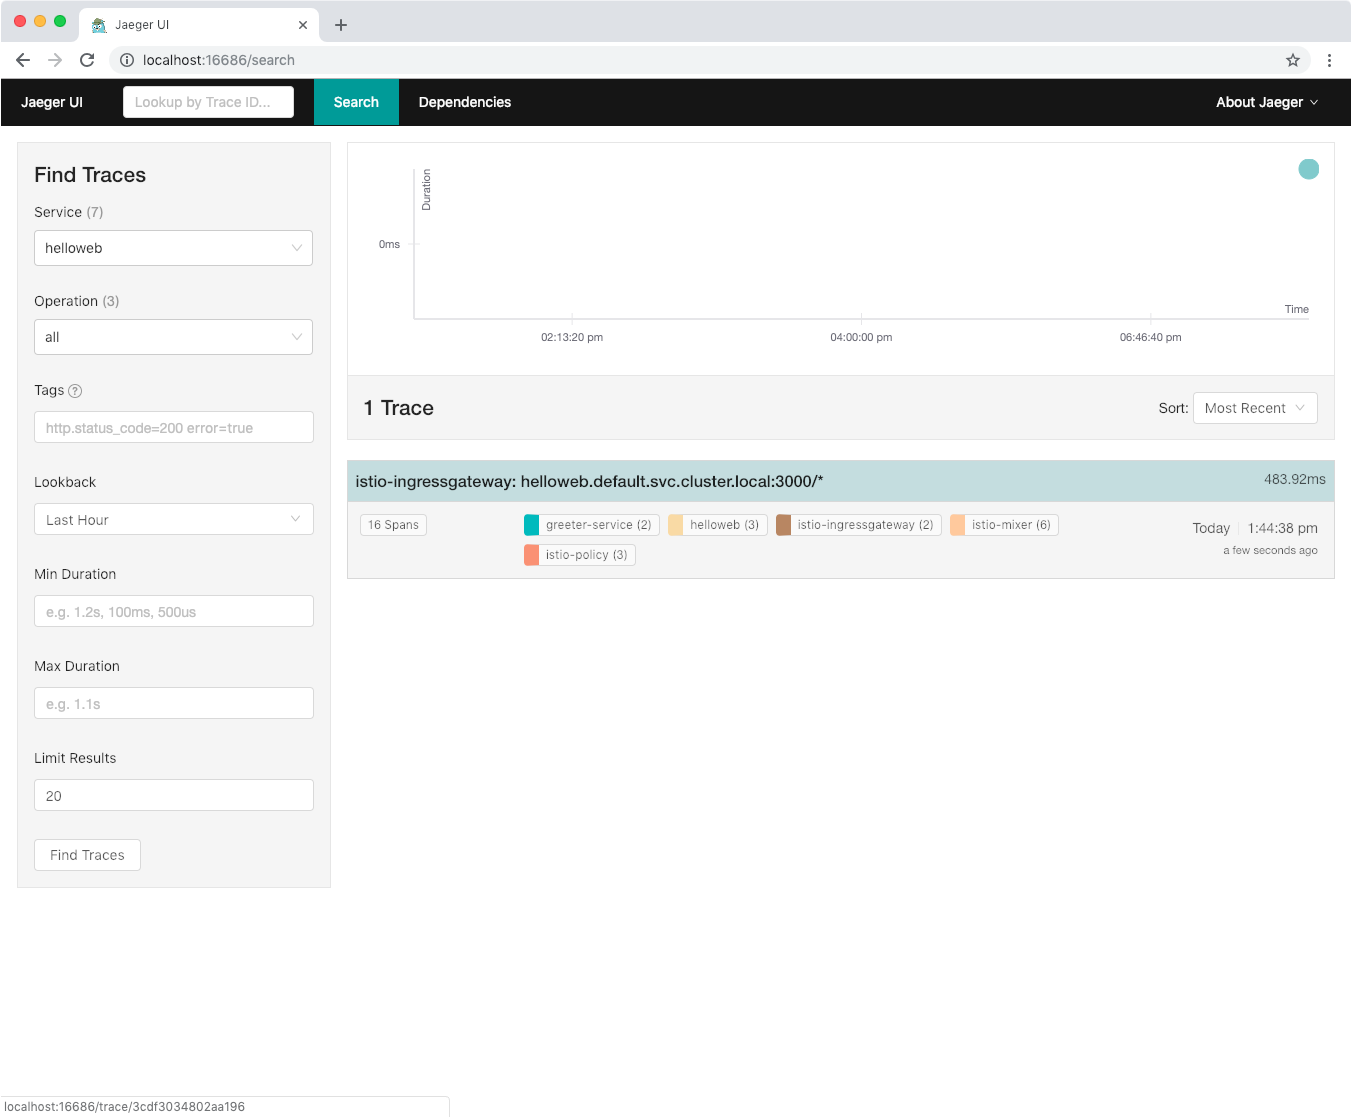 Jaeger UI
localhost:16686/search
Jaeger UI
Lookup by Trace ID...
Search
Dependencies
About Jaeger
Find Traces
Service (7)
helloweb
Operation (3)
all
Tags ?
http.status_code=200 error=true
Lookback
Last Hour
Min Duration
e.g. 1.2s, 100ms, 500us
Max Duration
e.g. 1.1s
Limit Results
20
Find Traces
Duration
0ms
Time
02:13:20 pm
04:00:00 pm
06:46:40 pm
1 Trace
Sort: Most Recent
istio-ingressgateway: helloweb.default.svc.cluster.local:3000/*
483.92ms
16 Spans
greeter-service (2)
helloweb (3)
istio-ingressgateway (2)
istio-mixer (6)
istio-policy (3)
Today 1:44:38 pm
a few seconds ago
localhost:16686/trace/3cdf3034802aa196